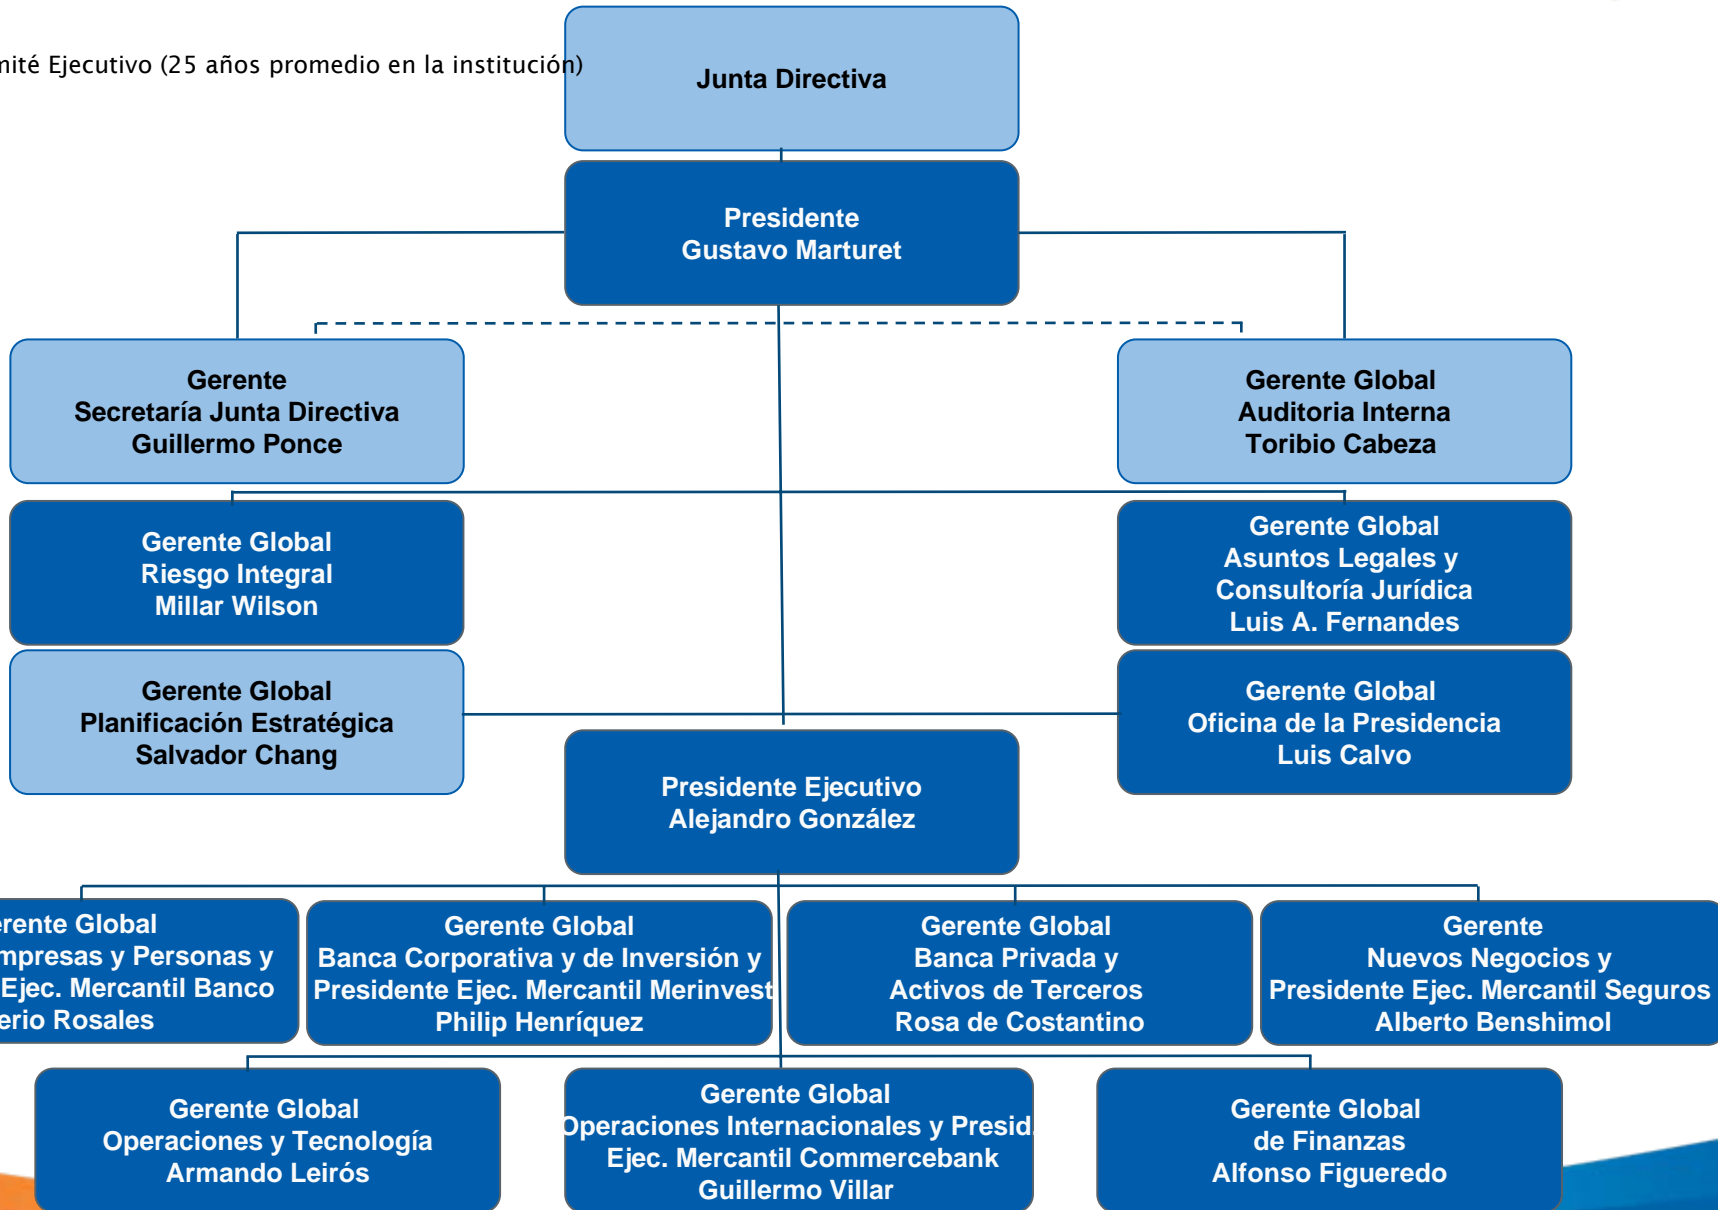 Ejecutivo (25 años promedio en la institución)
Junta Directiva
Presidente
Gustavo Marturet
Gerente
Secretaría Junta Directiva
Guillermo Ponce
Gerente Global
Auditoria Interna
Toribio Cabeza
Gerente Global
Riesgo Integral
Millar Wilson
Gerente Global
Asuntos Legales y
Consultoría Jurídica
Luis A. Fernandes
Gerente Global
Planificación Estratégica
Salvador Chang
Gerente Global
Oficina de la Presidencia
Luis Calvo
Presidente Ejecutivo
Alejandro González
Global
y Personas y
Ejec. Mercantil Banco
Rosales
Gerente Global
Banca Corporativa y de Inversión y
Presidente Ejec. Mercantil Merinvest
Philip Henríquez
Gerente Global
Banca Privada y
Activos de Terceros
Rosa de Costantino
Gerente
Nuevos Negocios y
Presidente Ejec. Mercantil Seguros
Alberto Benshimol
Gerente Global
Operaciones y Tecnología
Armando Leirós
Gerente Global
Operaciones Internacionales y Presid.
Ejec. Mercantil Commercebank
Guillermo Villar
Gerente Global
de Finanzas
Alfonso Figueredo